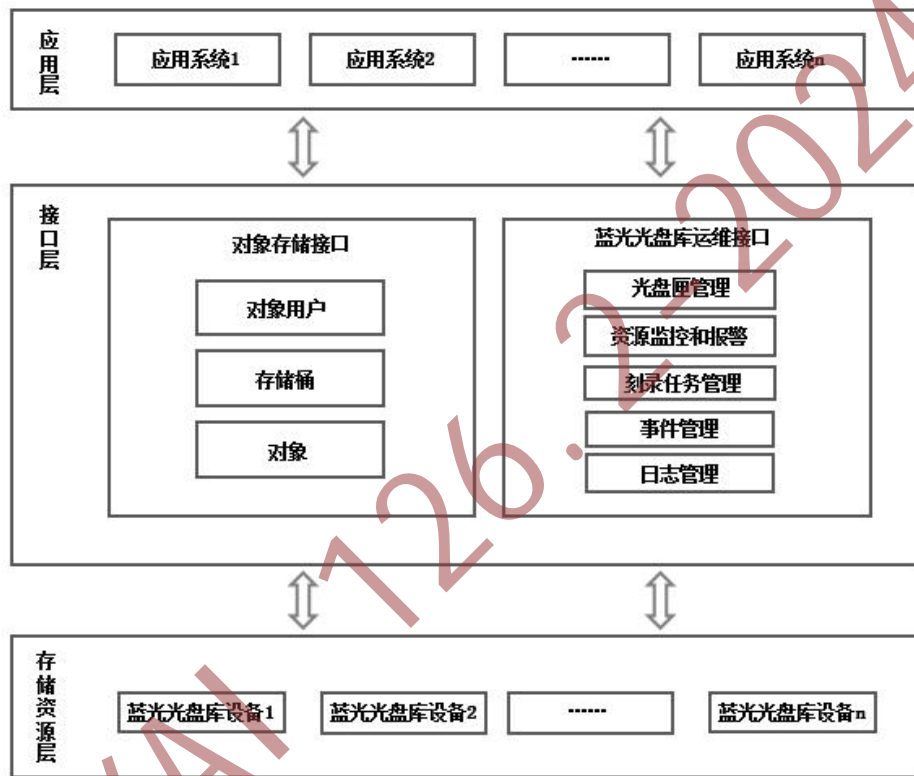 应用层
应用系统1
应用系统2
------
应用系统n
接口层
对象存储接口
对象用户
存储桶
对象
蓝光光盘库运维接口
光盘匣管理
资源监控和报警
刻录任务管理
事件管理
日志管理
存储资源层
蓝光光盘库设备1
蓝光光盘库设备2
------
蓝光光盘库设备n
/AI 126.2-2024